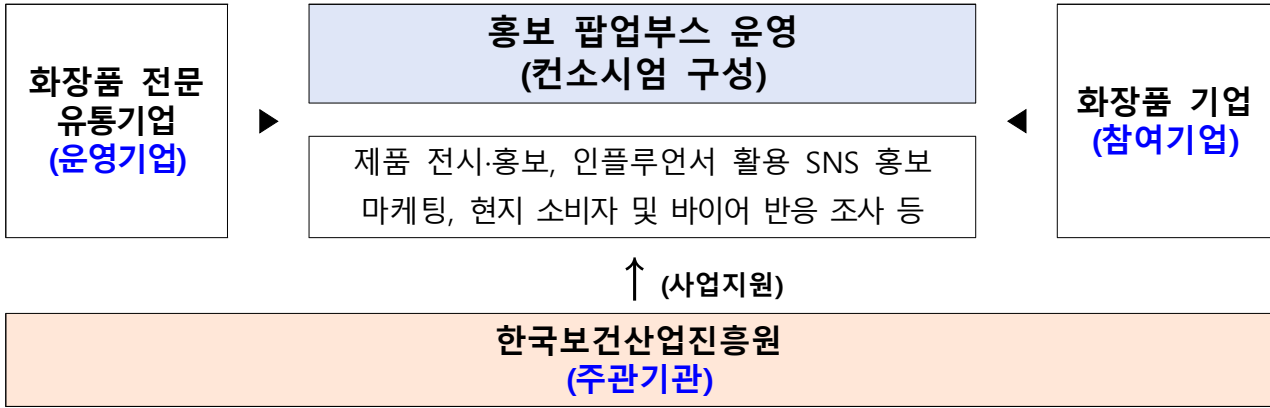 화장품 전문
유통기업
(운영기업)
▶
홍보 팝업부스 운영
(컨소시엄 구성)
제품 전시·홍보, 인플루언서 활용 SNS 홍보
마케팅, 현지 소비자 및 바이어 반응 조사 등
◀
화장품 기업
(참여기업)
↑ (사업지원)
한국보건산업진흥원
(주관기관)